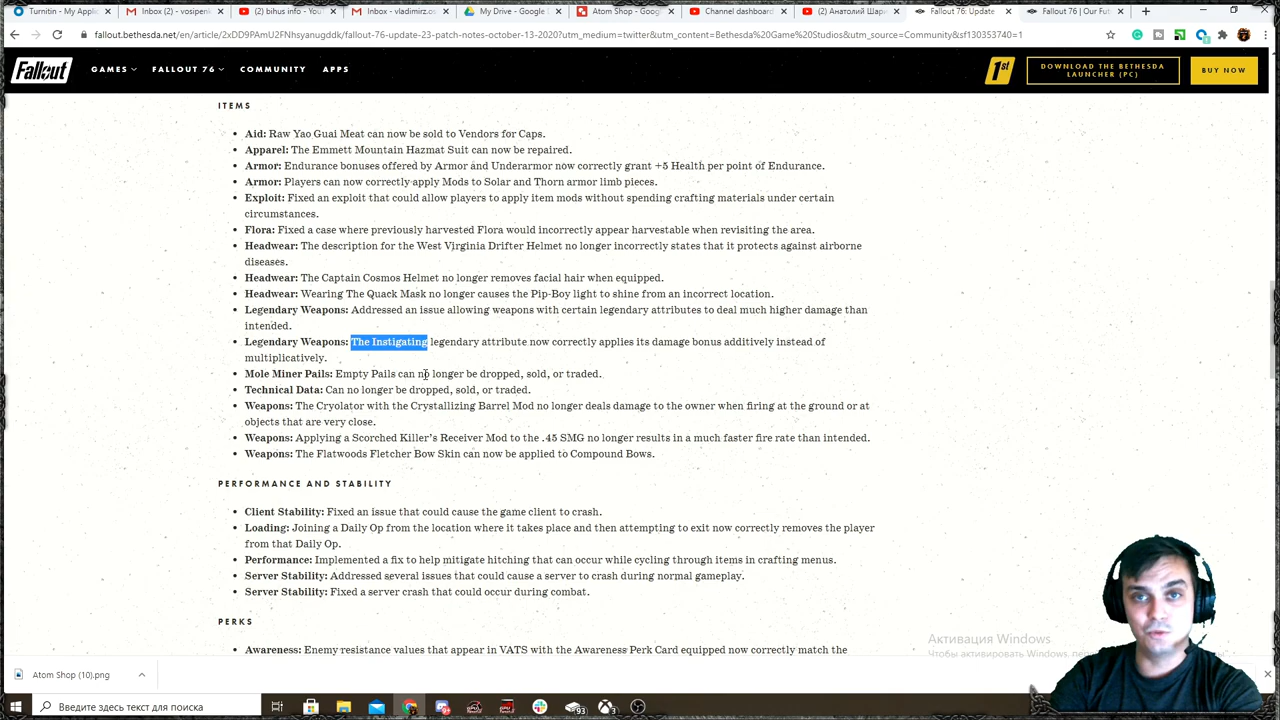 Turnitin - My Applic
Inbox (2) - vosipenk
(2) bihus info - You
Inbox - vladimirz.o
My Drive - Google
Atom Shop - Goog
Channel dashboard
(2) Анатолий Шари
Fallout 76: Update
Fallout 76 | Our Fut
fallout.bethesda.net/en/article/2xDD9PAmU2FNhsyanugddk/fallout-76-update-23-patch-notes-october-13-2020?utm_medium=twitter&utm_content=Bethesda%20Game%20Studios&utm_source=Community&sf130353740=1
Fallout
GAMES
FALLOUT 76
COMMUNITY
APPS
1st
DOWNLOAD THE BETHESDA
LAUNCHER (PC)
BUY NOW
ITEMS
Aid: Raw Yao Guai Meat can now be sold to Vendors for Caps.
Apparel: The Emmett Mountain Hazmat Suit can now be repaired.
Armor: Endurance bonuses offered by Armor and Underarmor now correctly grant +5 Health per point of Endurance.
Armor: Players can now correctly apply Mods to Solar and Thorn armor limb pieces.
Exploit: Fixed an exploit that could allow players to apply item mods without spending crafting materials under certain
circumstances.
Flora: Fixed a case where previously harvested Flora would incorrectly appear harvestable when revisiting the area.
Headwear: The description for the West Virginia Drifter Helmet no longer incorrectly states that it protects against airborne
diseases.
Headwear: The Captain Cosmos Helmet no longer removes facial hair when equipped.
Headwear: Wearing The Quack Mask no longer causes the Pip-Boy light to shine from an incorrect location.
Legendary Weapons: Addressed an issue allowing weapons with certain legendary attributes to deal much higher damage than
intended.
Legendary Weapons: The Instigating legendary attribute now correctly applies its damage bonus additively instead of
multiplicatively.
Mole Miner Pails: Empty Pails can no longer be dropped, sold, or traded.
Technical Data: Can no longer be dropped, sold, or traded.
Weapons: The Cryolator with the Crystallizing Barrel Mod no longer deals damage to the owner when firing at the ground or at
objects that are very close.
Weapons: Applying a Scorched Killer's Receiver Mod to the .45 SMG no longer results in a much faster fire rate than intended.
Weapons: The Flatwoods Fletcher Bow Skin can now be applied to Compound Bows.
PERFORMANCE AND STABILITY
Client Stability: Fixed an issue that could cause the game client to crash.
Loading: Joining a Daily Op from the location where it takes place and then attempting to exit now correctly removes the player
from that Daily Op.
Performance: Implemented a fix to help mitigate hitching that can occur while cycling through items in crafting menus.
Server Stability: Addressed several issues that could cause a server to crash during normal gameplay.
Server Stability: Fixed a server crash that could occur during combat.
PERKS
Awareness: Enemy resistance values that appear in VATS with the Awareness Perk Card equipped now correctly match the
Активация Windows
Чтобы активировать Windows,
Atom Shop (10).png
Введите здесь текст для поиска
93
3